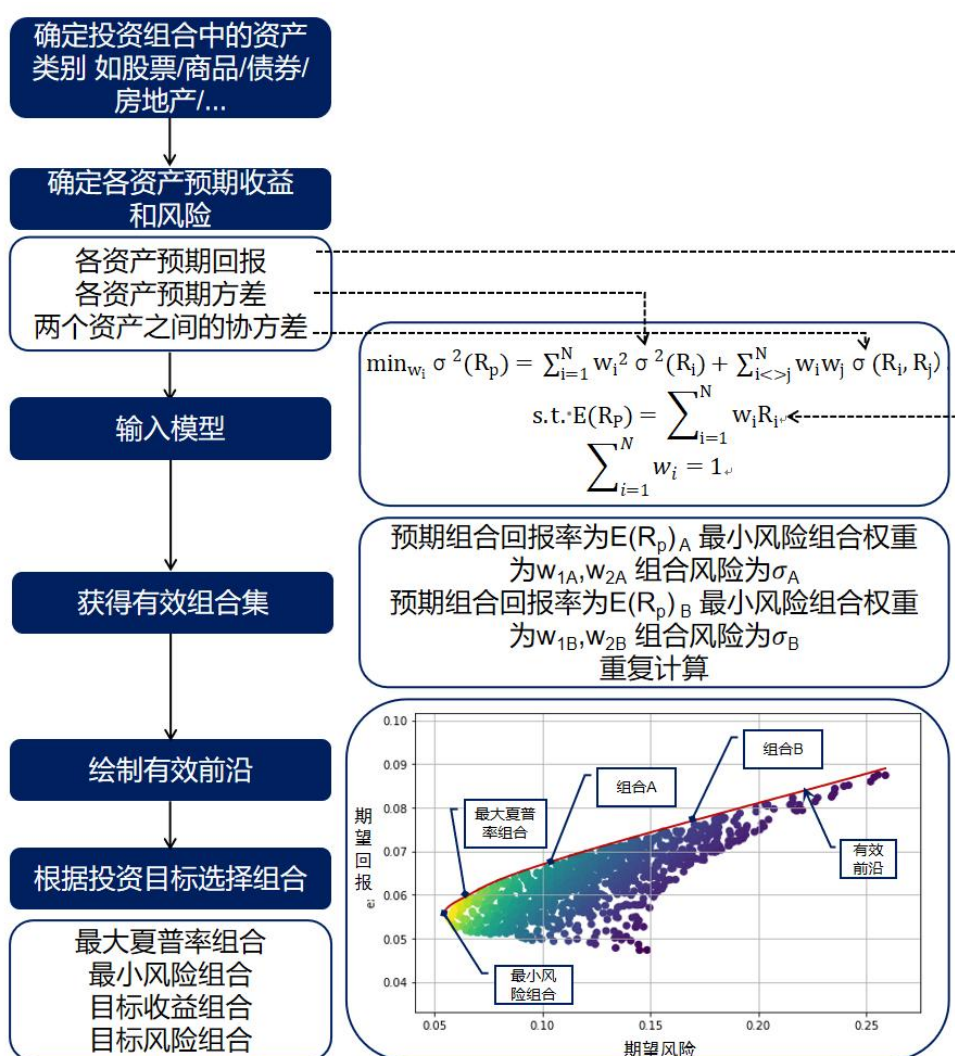 确定投资组合中的资产
类别 如股票/商品/债券/
房地产/...
确定各资产预期收益
和风险
各资产预期回报
各资产预期方差
两个资产之间的协方差
min_{w_i} σ²(R_p) = ∑_{i=1}^{N} w_i² σ²(R_i) + ∑_{i<>j}^{N} w_i w_j σ(R_i, R_j)
s.t. E(R_P) = ∑_{i=1}^{N} w_i R_i
∑_{i=1}^{N} w_i = 1
输入模型
获得有效组合集
预期组合回报率为E(R_p)_A 最小风险组合权重
为w_{1A},w_{2A} 组合风险为σ_A
预期组合回报率为E(R_p)_B 最小风险组合权重
为w_{1B},w_{2B} 组合风险为σ_B
重复计算
绘制有效前沿
根据投资目标选择组合
最大夏普率组合
最小风险组合
目标收益组合
目标风险组合
0.10
0.09
0.08
0.07
0.06
0.05
0.04
期望回报
e:
组合B
组合A
最大夏普
率组合
有效
前沿
最小风
险组合
0.05
0.10
0.15
0.20
0.25
期望风险